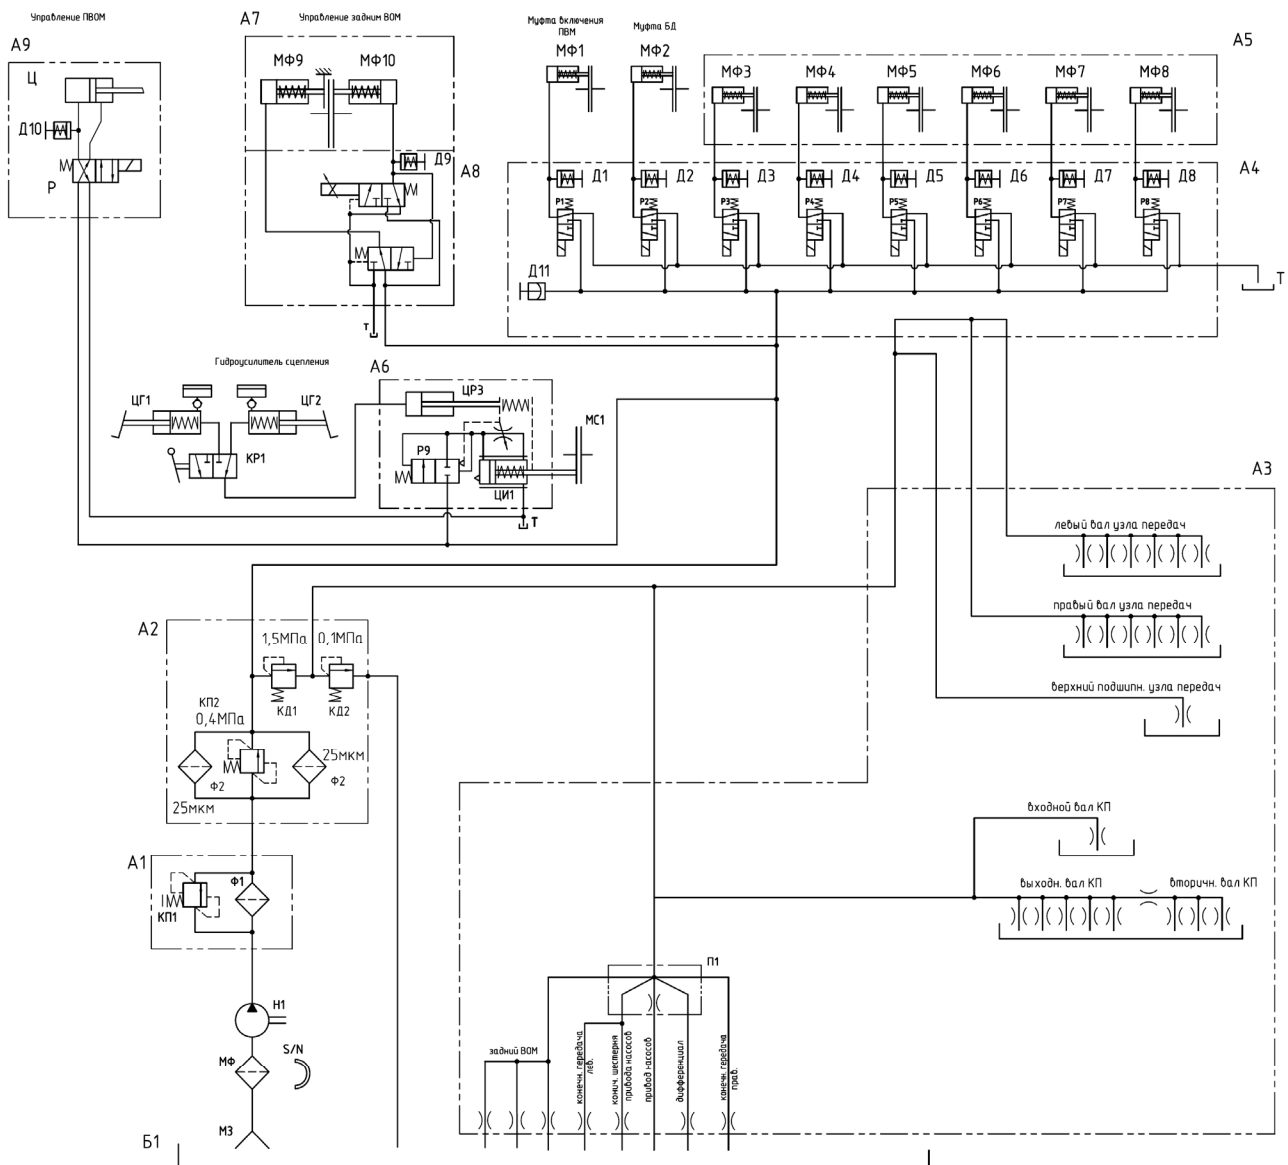 Управление ПВОМ
А9
Ц
Д10
Р
А7
Управление задним ВОМ
МФ9
МФ10
Д9
А8
Т
Муфта включения
ПВМ
МФ1
Муфта БД
МФ2
А5
МФ3
МФ4
МФ5
МФ6
МФ7
МФ8
А4
Д1
Д2
Д3
Д4
Д5
Д6
Д7
Д8
Р1
Р2
Р3
Р4
Р5
Р6
Р7
Р8
Д11
Т
Гидроусилитель сцепления
ЦГ1
ЦГ2
КР1
А6
ЦР3
МС1
Р9
ЦИ1
Т
А3
левый вал узла передач
правый вал узла передач
верхний подшипн. узла передач
входной вал КП
выходн. вал КП
вторичн. вал КП
А2
1,5МПа
0,1МПа
КД1
КД2
КП2
0,4МПа
25мкм
Ф2
Ф2
25мкм
А1
Ф1
КП1
Н1
МФ
S/N
МЗ
Б1
П1
задний ВОМ
конечн. передача
лев.
конич. шестерня
привода насосов
привод насосов
дифференциал
конечн. передача
прав.